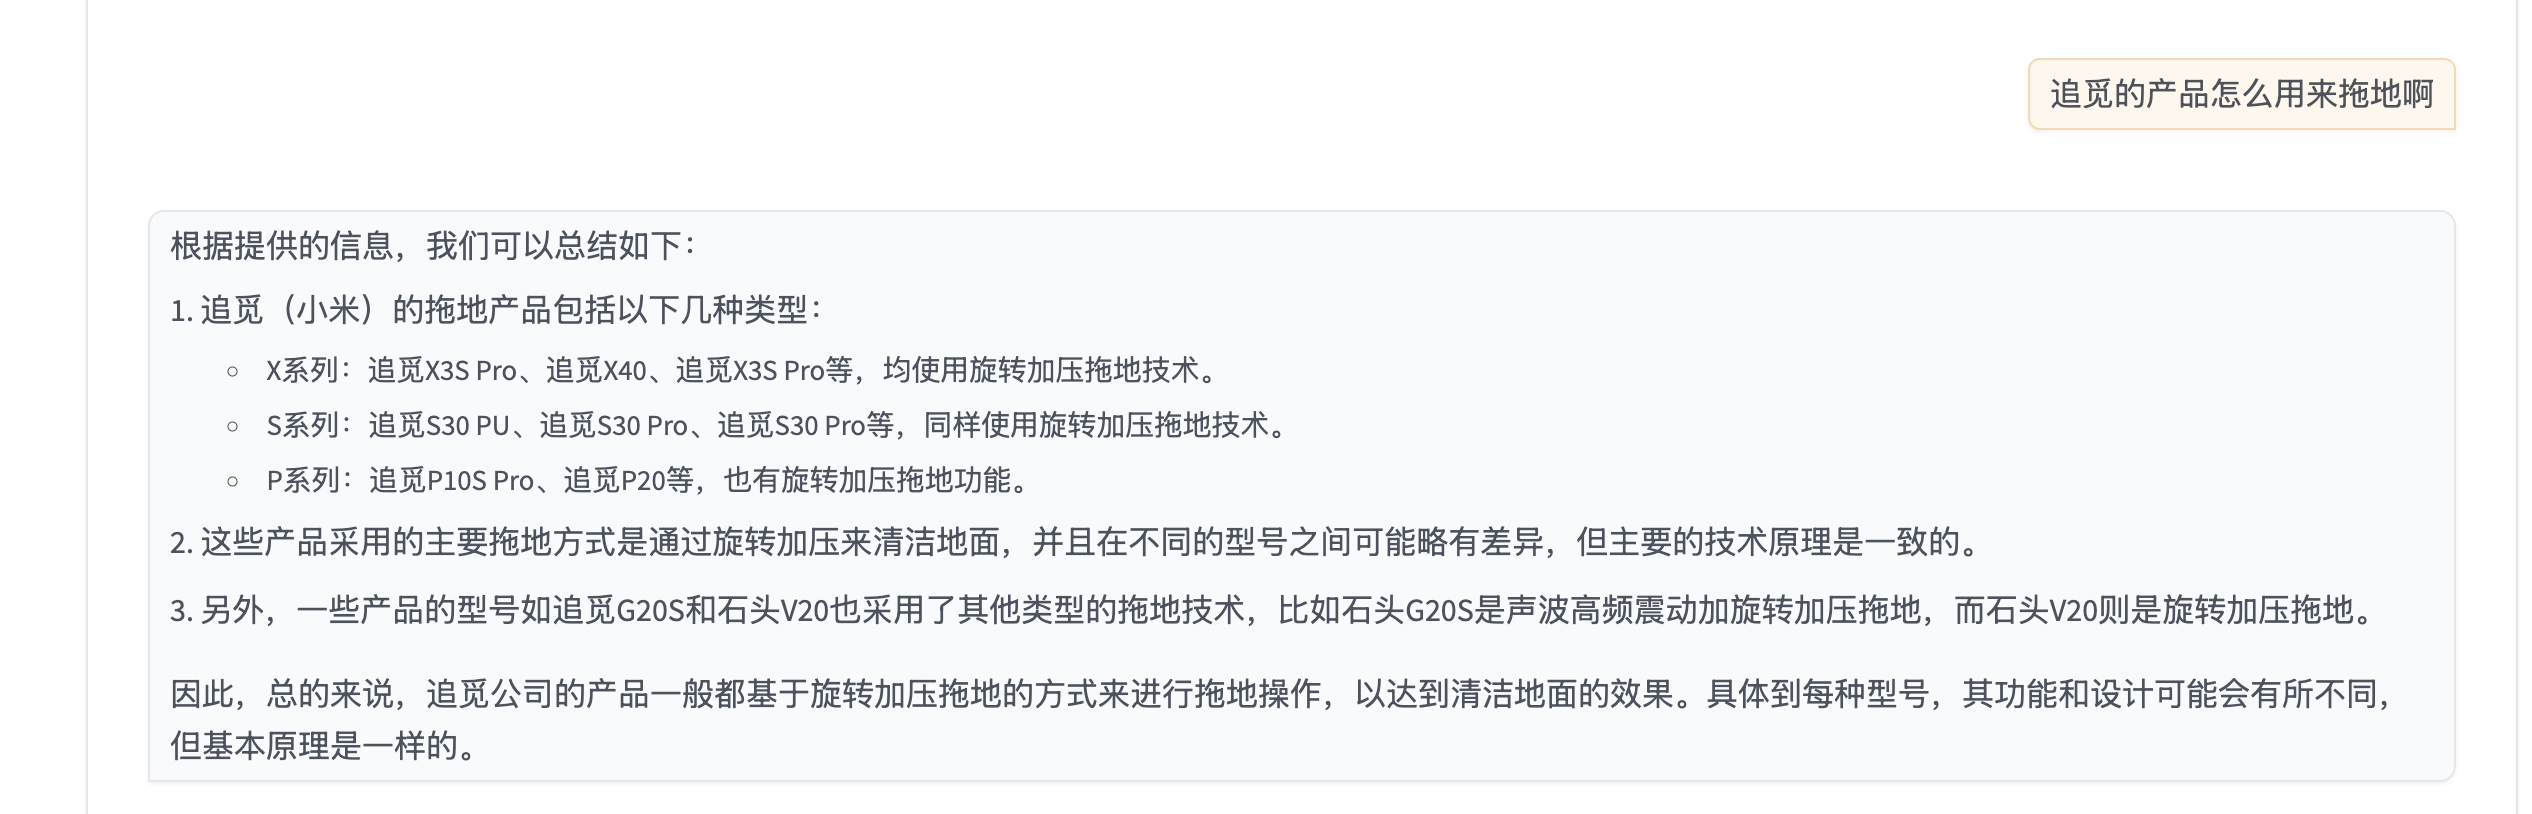 追觅的产品怎么用来拖地啊
根据提供的信息，我们可以总结如下：
1. 追觅（小米）的拖地产品包括以下几种类型：
X系列：追觅X3S Pro、追觅X40、追觅X3S Pro等，均使用旋转加压拖地技术。
S系列：追觅S30 PU、追觅S30 Pro、追觅S30 Pro等，同样使用旋转加压拖地技术。
P系列：追觅P10S Pro、追觅P20等，也有旋转加压拖地功能。
2. 这些产品采用的主要拖地方式是通过旋转加压来清洁地面，并且在不同的型号之间可能略有差异，但主要的技术原理是一致的。
3. 另外，一些产品的型号如追觅G20S和石头V20也采用了其他类型的拖地技术，比如石头G20S是声波高频震动加旋转加压拖地，而石头V20则是旋转加压拖地。
因此，总的来说，追觅公司的产品一般都基于旋转加压拖地的方式来进行拖地操作，以达到清洁地面的效果。具体到每种型号，其功能和设计可能会有所不同，
但基本原理是一样的。